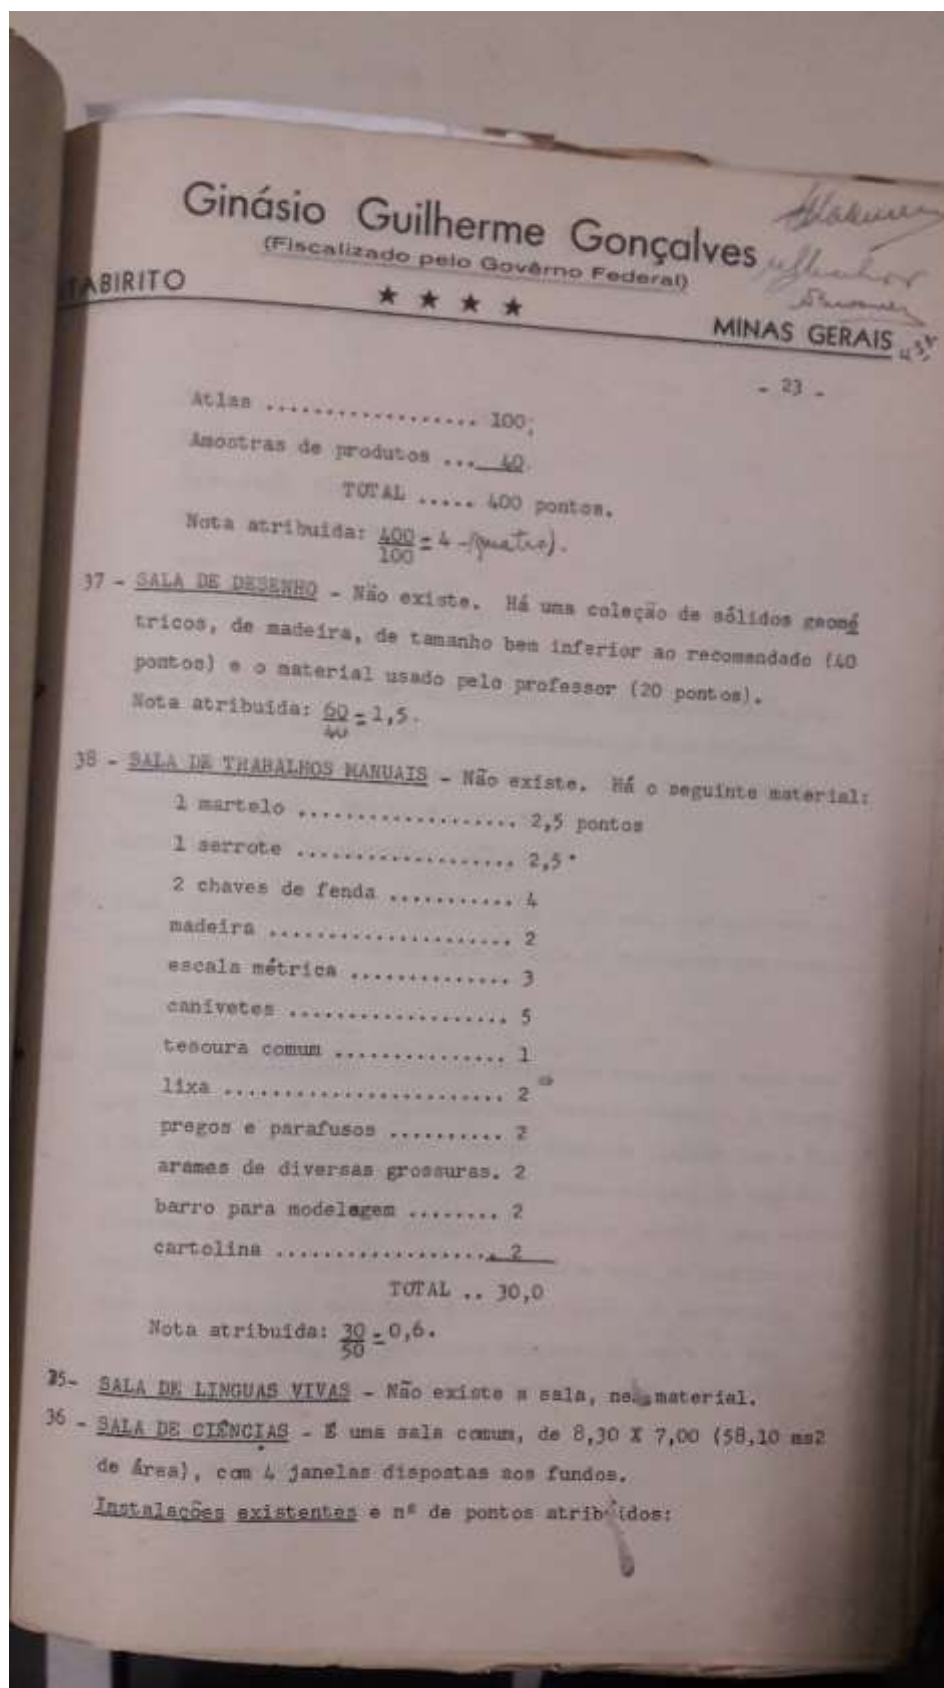 Ginásio Guilherme Gonçalves
(Fiscalizado pelo Govêrno Federal)
TABIRITO ★ ★ ★ ★ MINAS GERAIS
- 23 -
Atlas .................. 100;
Amostras de produtos ... 40.
TOTAL ..... 400 pontos.
Nota atribuida: 400/100 = 4 - (quatro).
37 - SALA DE DESENHO - Não existe. Há uma coleção de sólidos geomé
tricos, de madeira, de tamanho bem inferior ao recomendado (40
pontos) e o material usado pelo professor (20 pontos).
Nota atribuída: 60/40 = 1,5.
38 - SALA DE TRABALHOS MANUAIS - Não existe. Há o seguinte material:
1 martelo ................... 2,5 pontos
1 serrote ................... 2,5 "
2 chaves de fenda ........... 4
madeira ..................... 2
escala métrica .............. 3
canivetes ................... 5
tesoura comum ............... 1
lixa ........................ 2
pregos e parafusos .......... 2
arames de diversas grossuras. 2
barro para modelagem ........ 2
cartolina ................... 2
TOTAL .. 30,0
Nota atribuída: 30/50 = 0,6.
35- SALA DE LINGUAS VIVAS - Não existe a sala, nem material.
36 - SALA DE CIÊNCIAS - É uma sala comum, de 8,30 X 7,00 (58,10 ms2
de área), com 4 janelas dispostas aos fundos.
Instalações existentes e nº de pontos atribuídos: